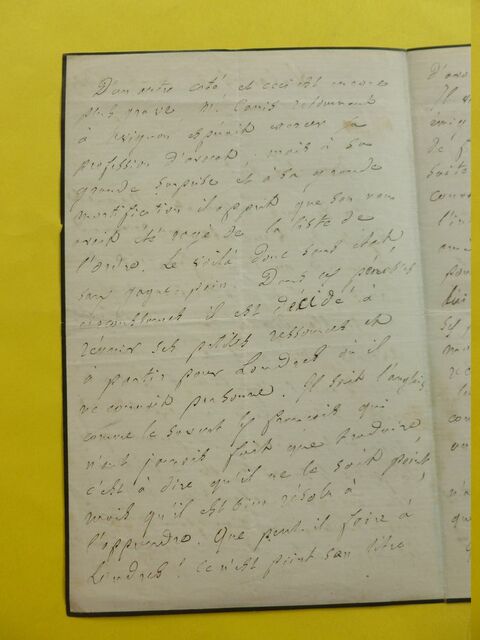 D'un autre côté, et ceci est encore
plus grave M. Canis retournant
à Avignon espérait exercer la
profession d'avocat, mais à sa
grande surprise et à sa grande
mortification il apprit que son nom
avait été rayé de la liste de
l'ordre. Le voilà donc sans état,
sans gagne-pain. Dans ces pénibles
circonstances il est décidé à
réunir ses petites ressources et
à partir pour Londres où il
ne connait personne. Il sait l'anglais
comme le savent les français qui
n'ont jamais fait que traduire,
c'est à dire qu'il ne le sait point,
mais qu'il est bien résolu à
l'apprendre. Que peut-il faire à
Londres! Ce n'est point son titre